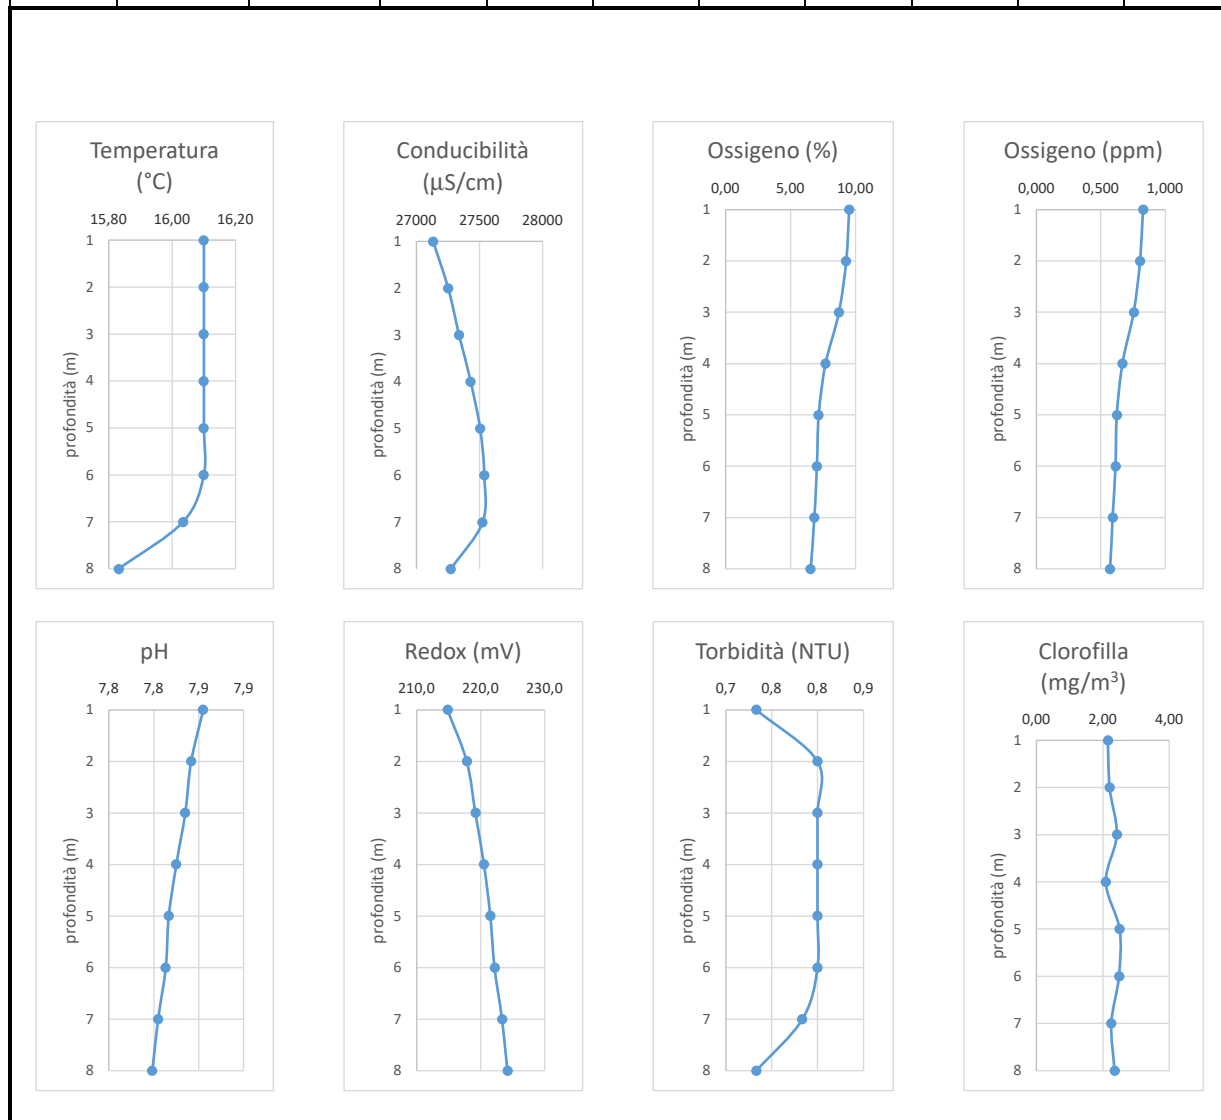 Temperatura
(°C)
15,80 16,00 16,20
1
2
3
4
5
6
7
8
profondità (m)
Conducibilità
(µS/cm)
27000 27500 28000
1
2
3
4
5
6
7
8
profondità (m)
Ossigeno (%)
0,00 5,00 10,00
1
2
3
4
5
6
7
8
profondità (m)
Ossigeno (ppm)
0,000 0,500 1,000
1
2
3
4
5
6
7
8
profondità (m)
pH
7,8 7,8 7,9 7,9
1
2
3
4
5
6
7
8
profondità (m)
Redox (mV)
210,0 220,0 230,0
1
2
3
4
5
6
7
8
profondità (m)
Torbidità (NTU)
0,7 0,8 0,8 0,9
1
2
3
4
5
6
7
8
profondità (m)
Clorofilla
(mg/m³)
0,00 2,00 4,00
1
2
3
4
5
6
7
8
profondità (m)